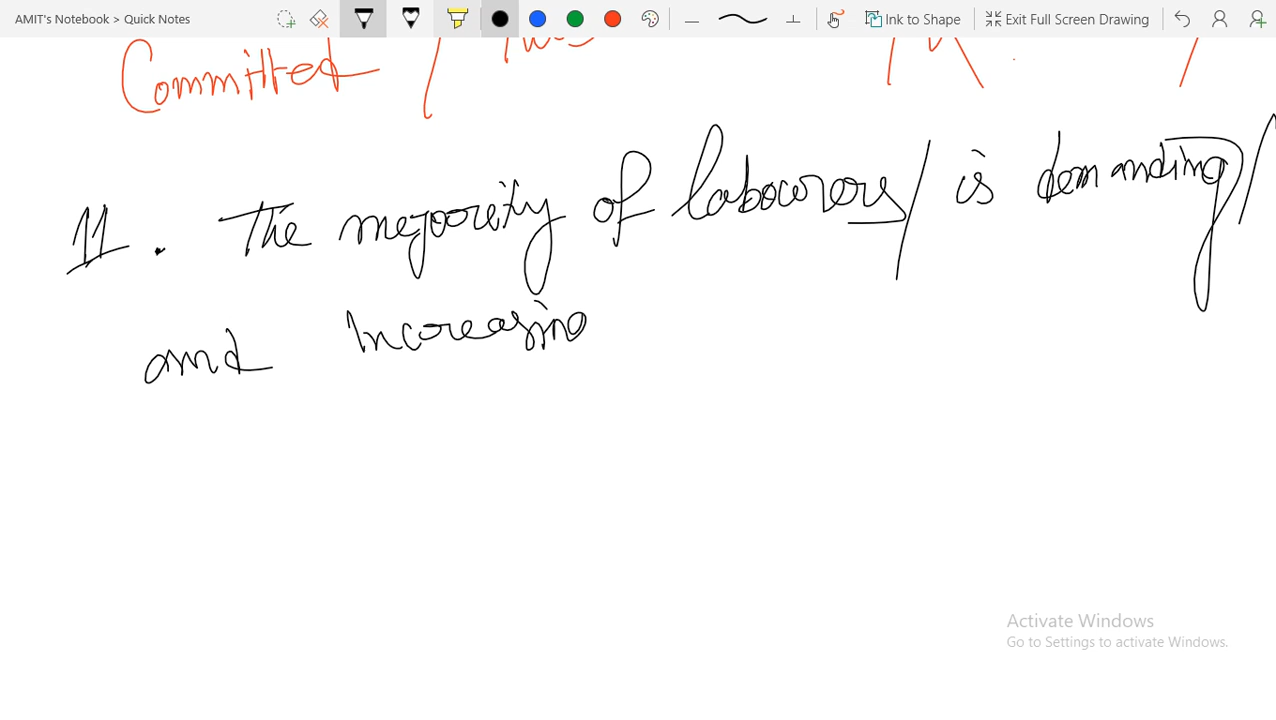 AMIT's Notebook > Quick Notes
Ink to Shape
Exit Full Screen Drawing
Committed /
11. The majority of labourers / is demanding /
and increasing
Activate Windows
Go to Settings to activate Windows.